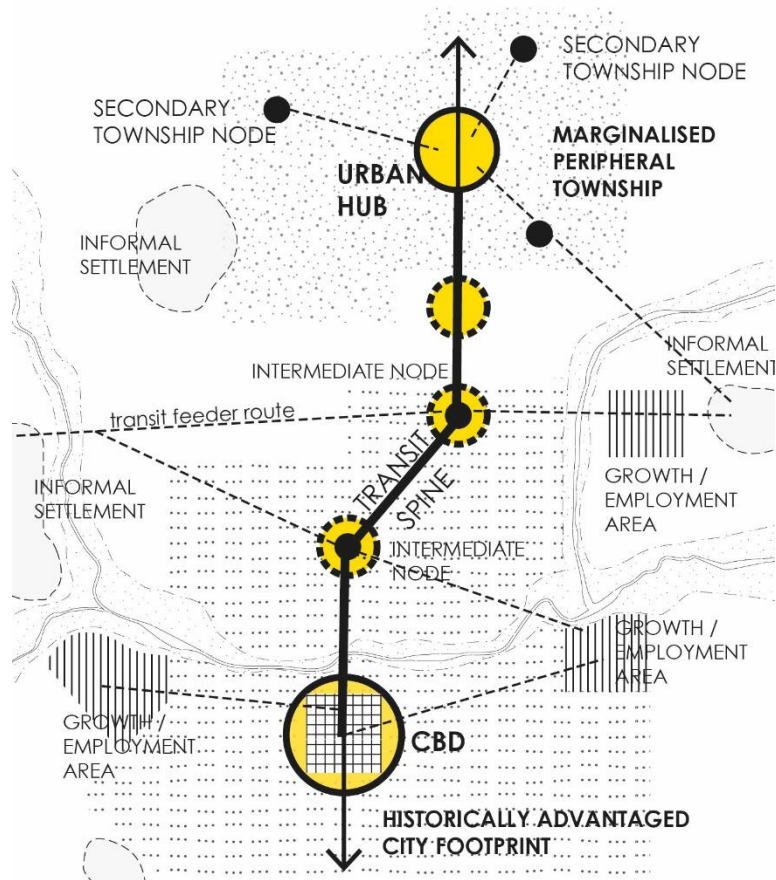 SECONDARY
TOWNSHIP NODE
SECONDARY
TOWNSHIP NODE
MARGINALISED
PERIPHERAL
TOWNSHIP
URBAN
HUB
INFORMAL
SETTLEMENT
INTERMEDIATE NODE
INFORMAL
SETTLEMENT
transit feeder route
TRANSIT
SPINE
GROWTH /
EMPLOYMENT
AREA
INFORMAL
SETTLEMENT
INTERMEDIATE
NODE
GROWTH /
EMPLOYMENT
AREA
GROWTH /
EMPLOYMENT
AREA
CBD
HISTORICALLY ADVANTAGED
CITY FOOTPRINT